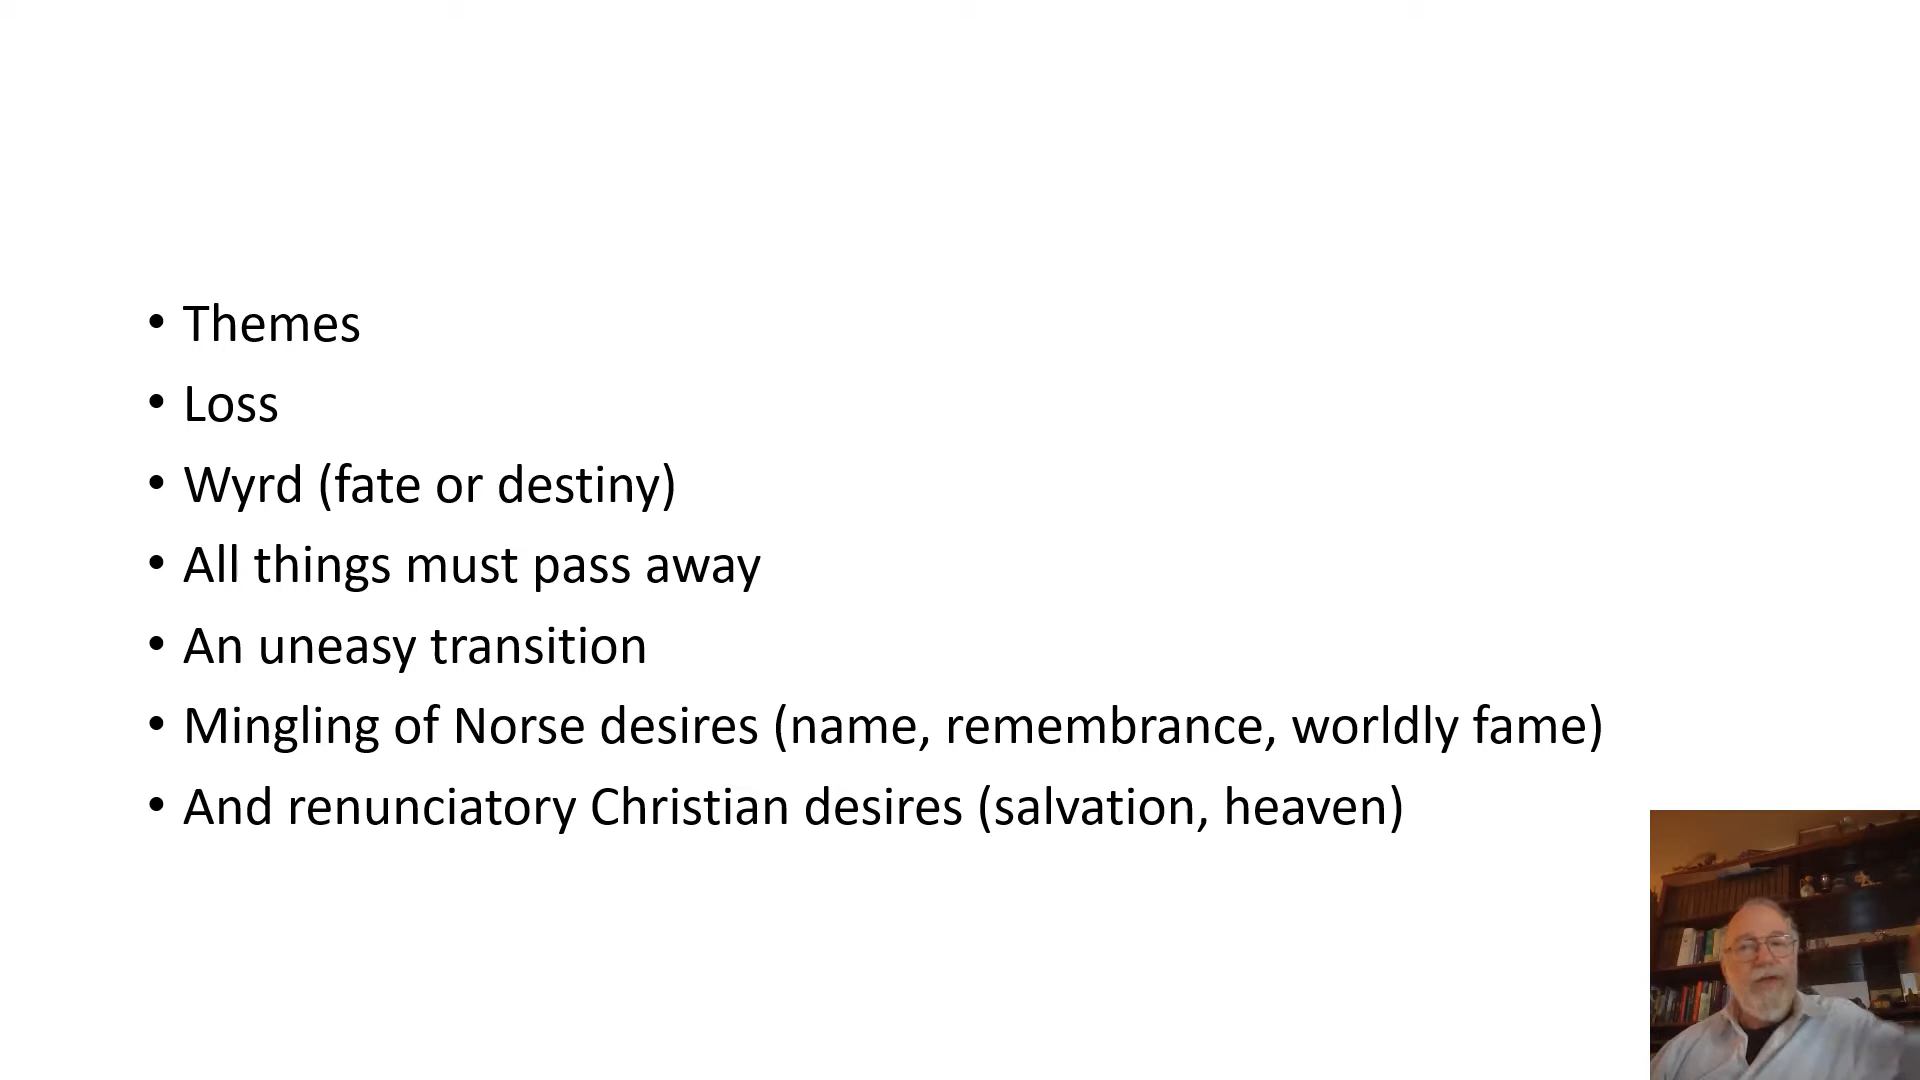 • Themes
• Loss
• Wyrd (fate or destiny)
• All things must pass away
• An uneasy transition
• Mingling of Norse desires (name, remembrance, worldly fame)
• And renunciatory Christian desires (salvation, heaven)